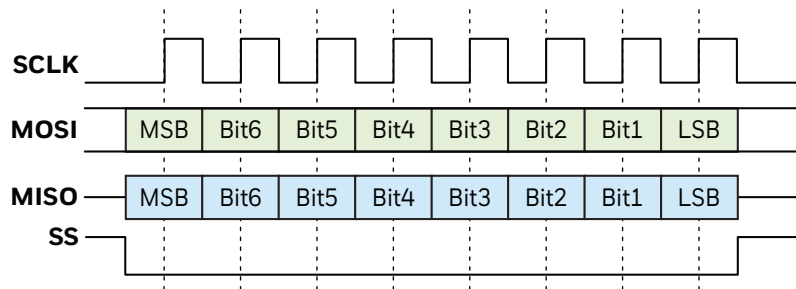 SCLK
MOSI MSB Bit6 Bit5 Bit4 Bit3 Bit2 Bit1 LSB
MISO MSB Bit6 Bit5 Bit4 Bit3 Bit2 Bit1 LSB
SS